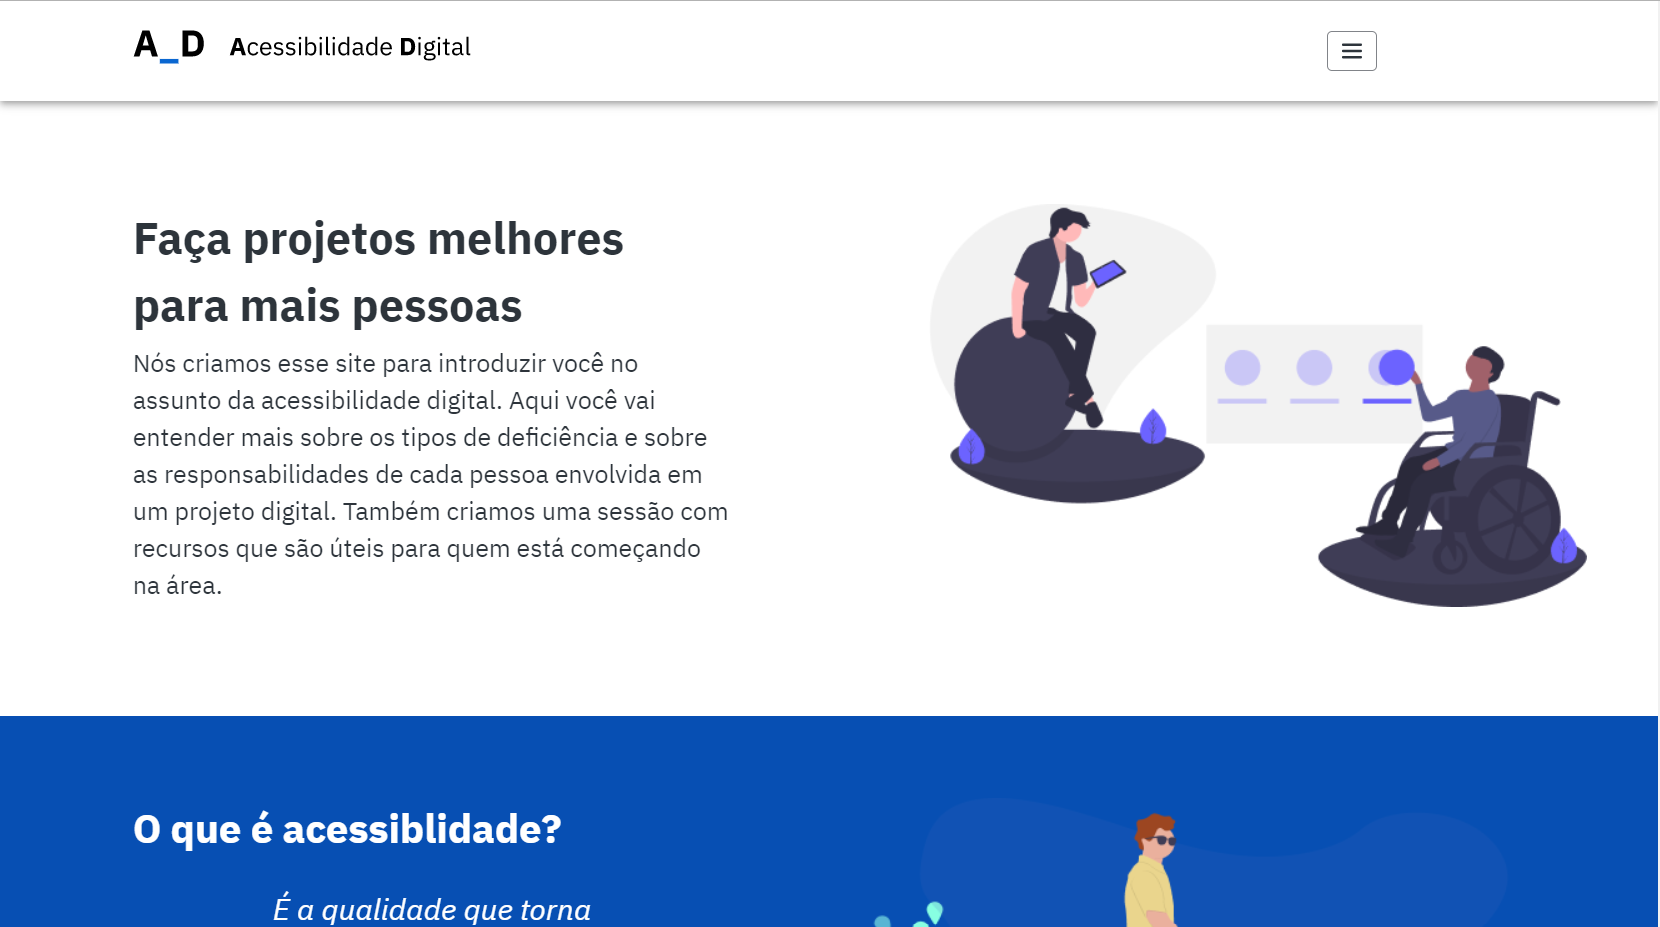 A_D Acessibilidade Digital
Faça projetos melhores
para mais pessoas
Nós criamos esse site para introduzir você no
assunto da acessibilidade digital. Aqui você vai
entender mais sobre os tipos de deficiência e sobre
as responsabilidades de cada pessoa envolvida em
um projeto digital. Também criamos uma sessão com
recursos que são úteis para quem está começando
na área.
O que é acessiblidade?
É a qualidade que torna